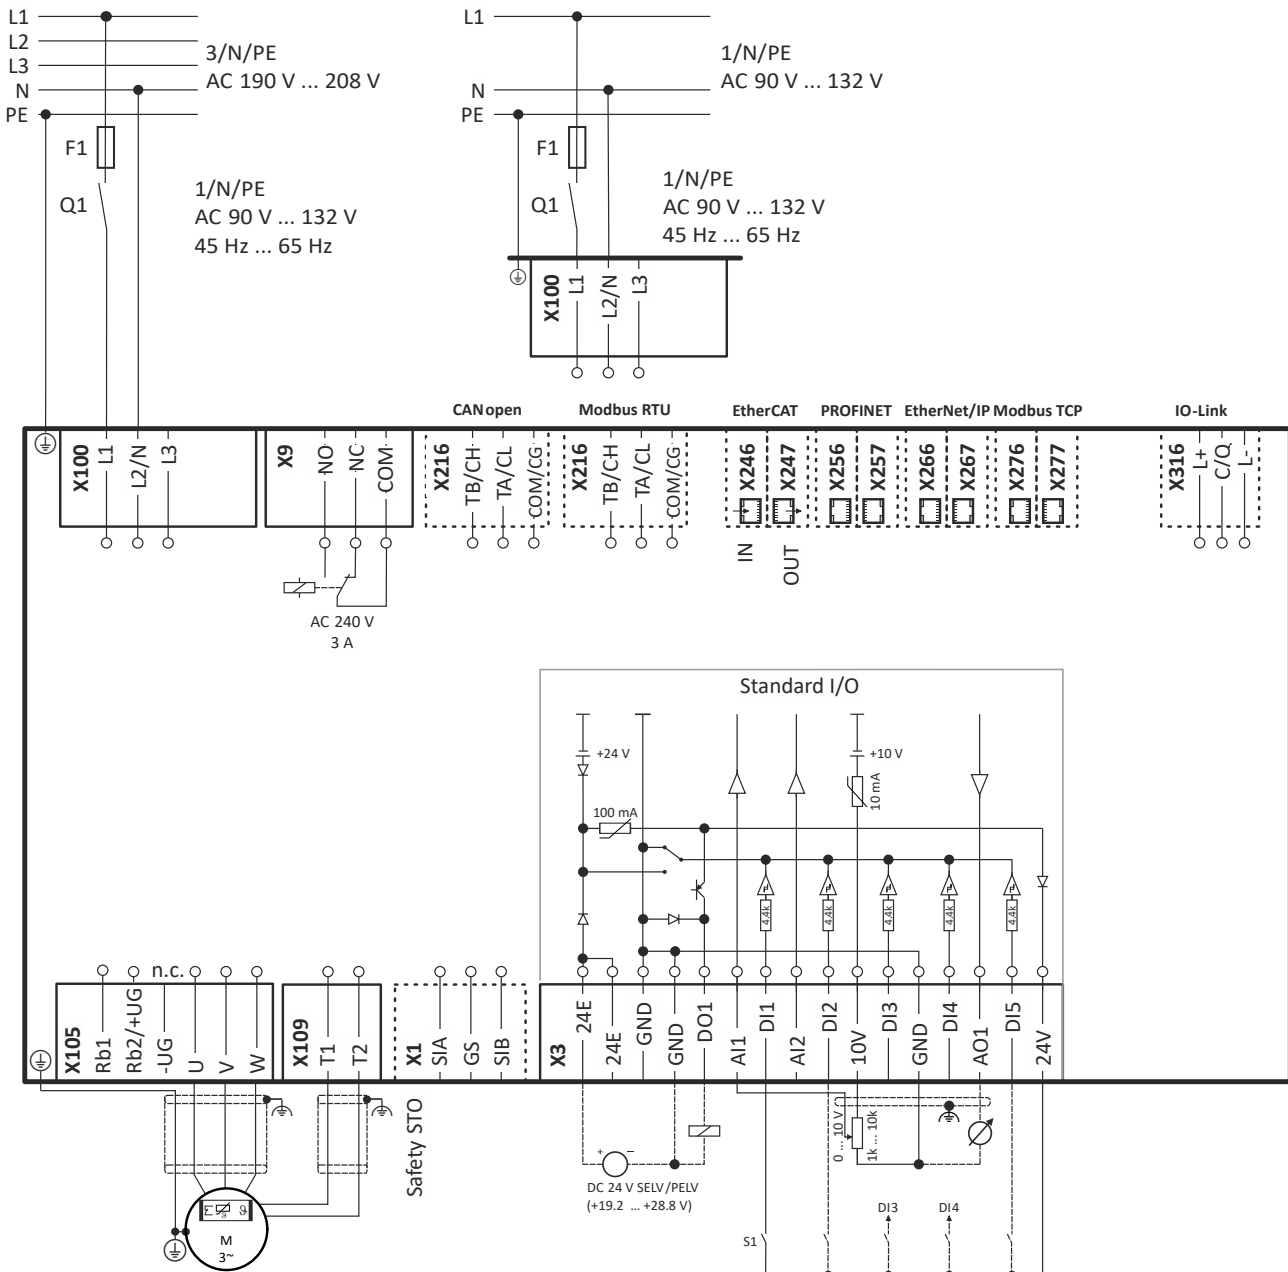 L1
L2
L3
N
PE
3/N/PE
AC 190 V ... 208 V
F1
Q1
1/N/PE
AC 90 V ... 132 V
45 Hz ... 65 Hz
L1
N
PE
1/N/PE
AC 90 V ... 132 V
F1
Q1
1/N/PE
AC 90 V ... 132 V
45 Hz ... 65 Hz
X100
L1
L2/N
L3
CANopen
Modbus RTU
EtherCAT
PROFINET
EtherNet/IP
Modbus TCP
IO-Link
X100
L1
L2/N
L3
X9
NO
NC
COM
X216
TB/CH
TA/CL
COM/CG
X216
TB/CH
TA/CL
COM/CG
X246
X247
X256
X257
X266
X267
X276
X277
X316
L+
C/Q
L-
IN
OUT
AC 240 V
3 A
Standard I/O
+24 V
+10 V
10 mA
100 mA
4.4k
4.4k
4.4k
4.4k
4.4k
n.c.
X105
Rb1
Rb2/+UG
-UG
U
V
W
X109
T1
T2
X1
SIA
GS
SIB
X3
24E
24E
GND
GND
DO1
AI1
DI1
AI2
DI2
10V
DI3
GND
DI4
AO1
DI5
24V
Safety STO
0 ... 10 V
1k ... 10k
+ −
DC 24 V SELV/PELV
(+19.2 ... +28.8 V)
DI3
DI4
S1
ϑ
M
3~